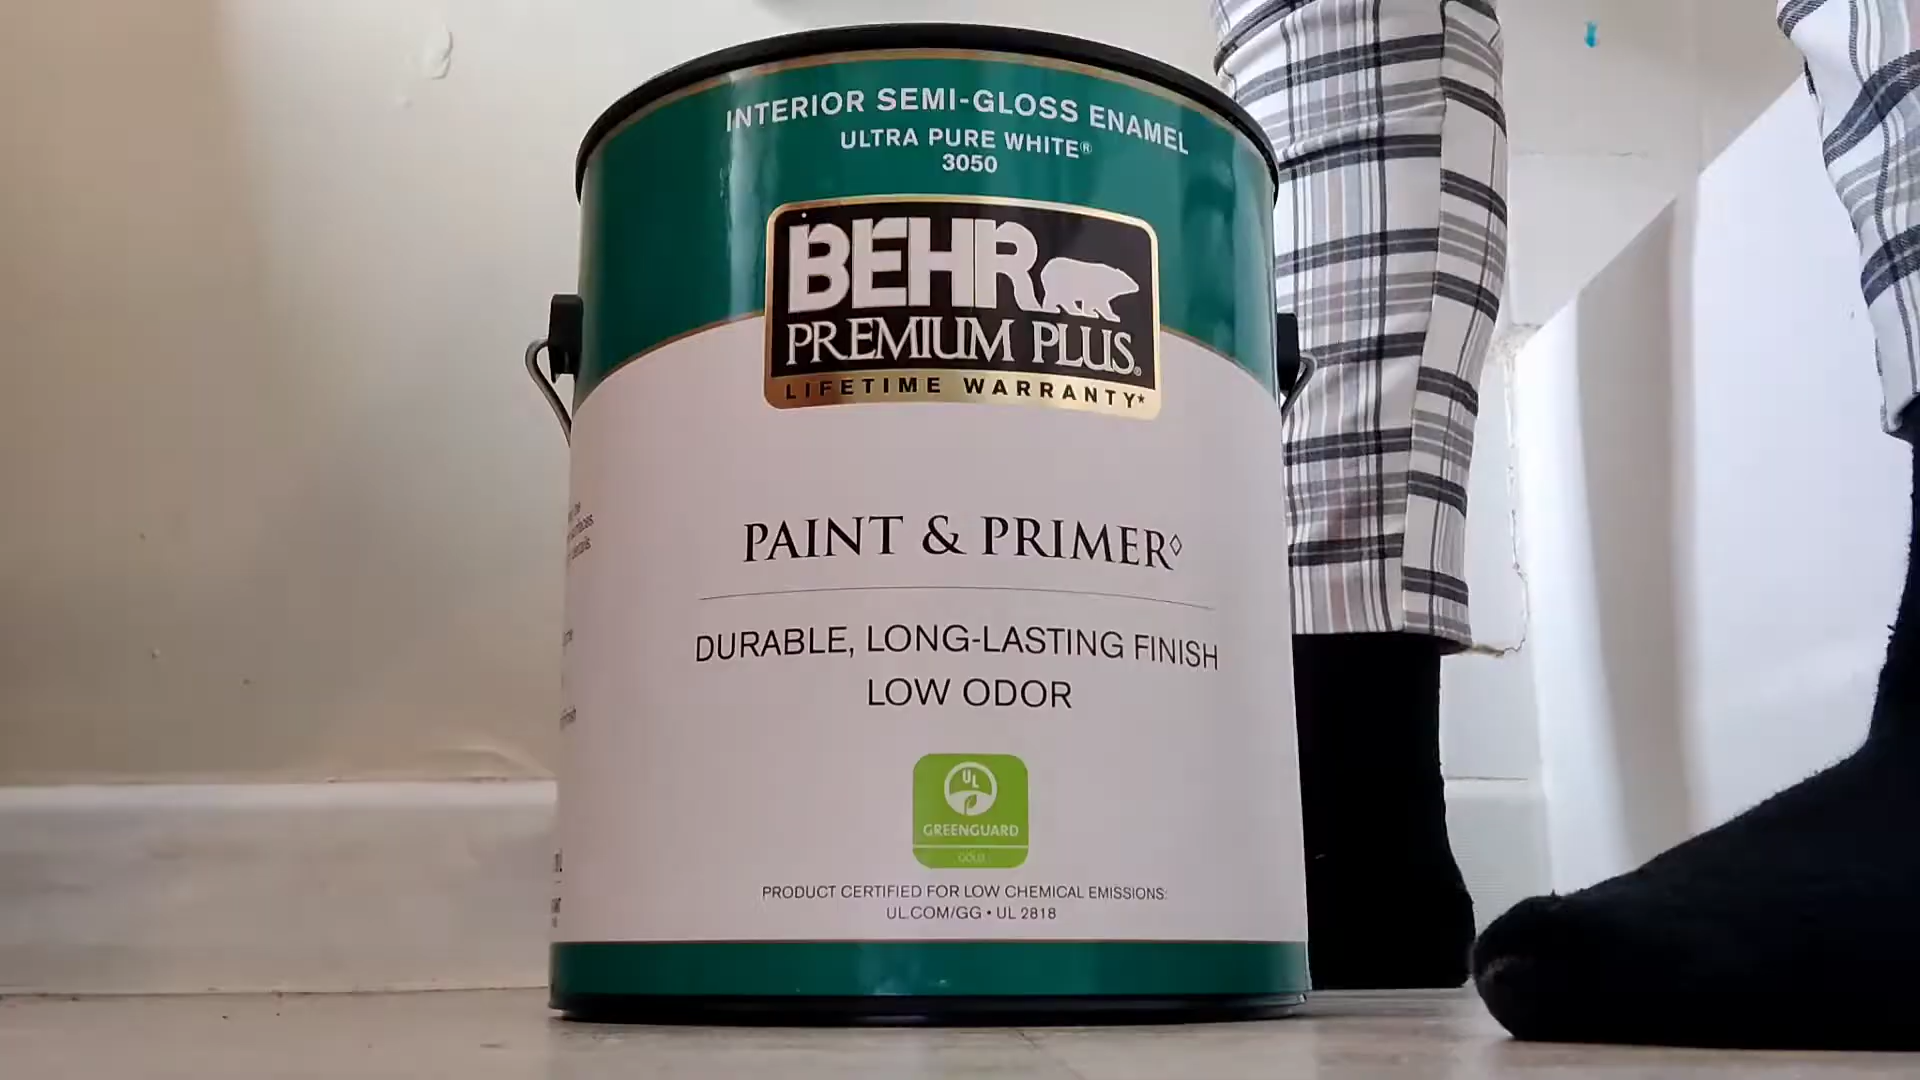 INTERIOR SEMI-GLOSS ENAMEL
ULTRA PURE WHITE®
3050
BEHR
PREMIUM PLUS®
LIFETIME WARRANTY*
PAINT & PRIMER◊
DURABLE, LONG-LASTING FINISH
LOW ODOR
UL
GREENGUARD
GOLD
PRODUCT CERTIFIED FOR LOW CHEMICAL EMISSIONS:
UL.COM/GG • UL 2818